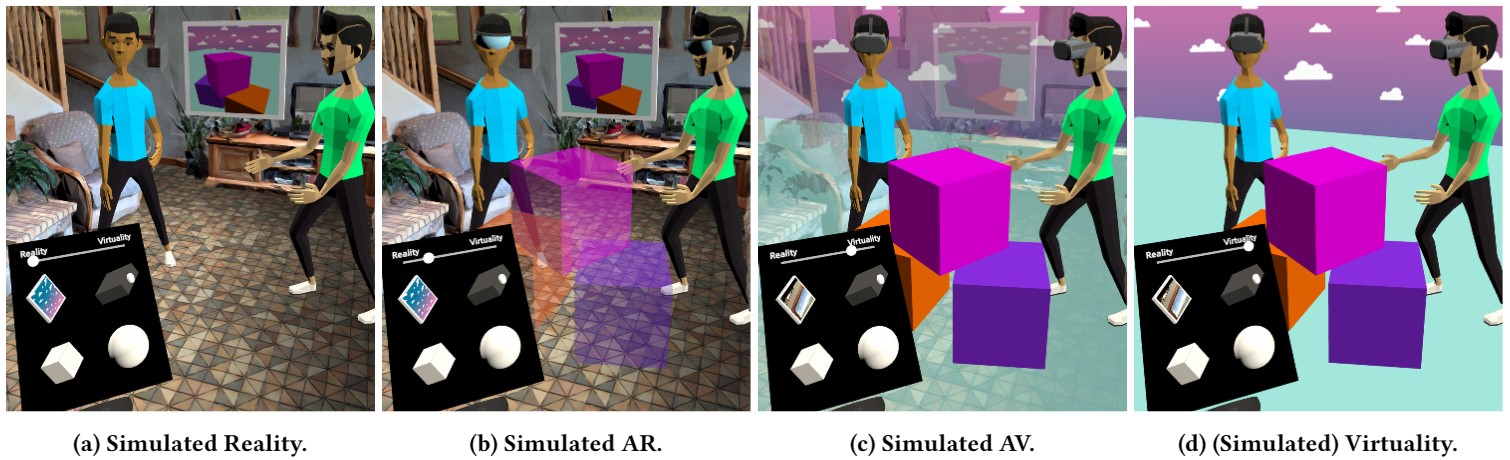 Reality
Virtuality
Reality
Virtuality
Reality
Virtuality
Reality
Virtuality
(a) Simulated Reality.
(b) Simulated AR.
(c) Simulated AV.
(d) (Simulated) Virtuality.